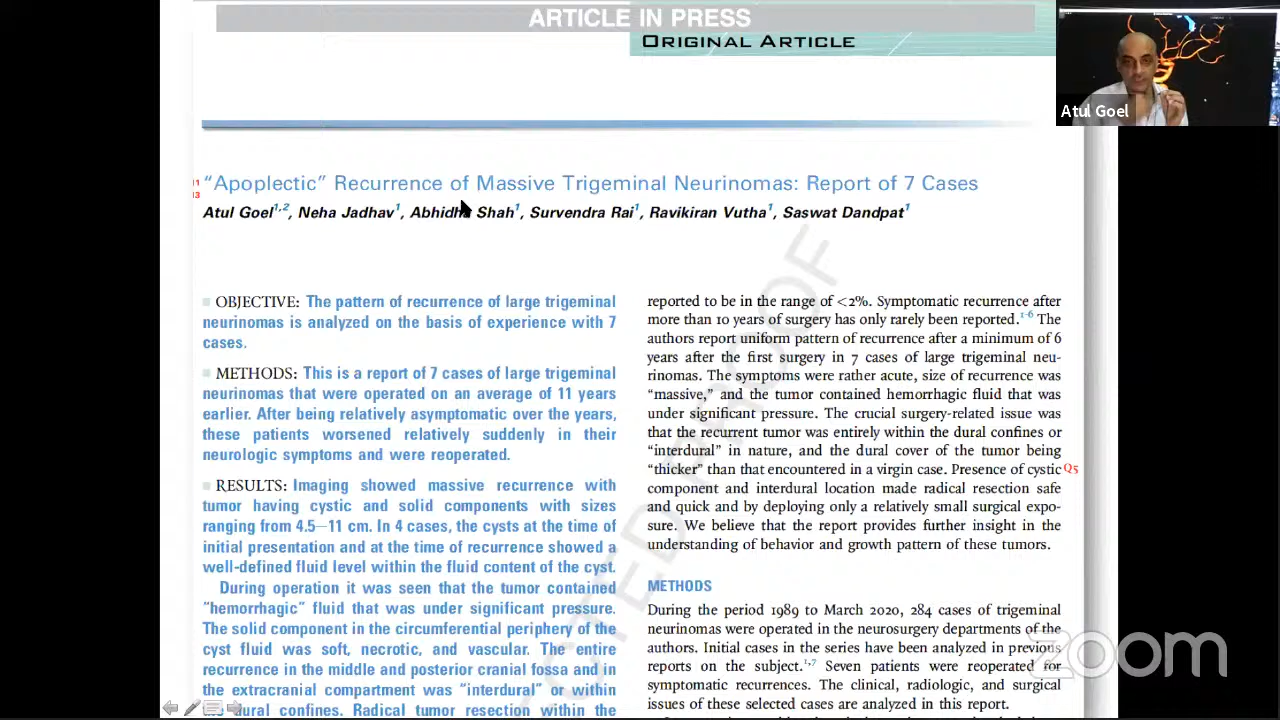 ARTICLE IN PRESS
ORIGINAL ARTICLE
Atul Goel
Q1
Q3
"Apoplectic" Recurrence of Massive Trigeminal Neurinomas: Report of 7 Cases
Atul Goel1,2, Neha Jadhav1, Abhidha Shah1, Survendra Rai1, Ravikiran Vutha1, Saswat Dandpat1
OBJECTIVE: The pattern of recurrence of large trigeminal
neurinomas is analyzed on the basis of experience with 7
cases.
METHODS: This is a report of 7 cases of large trigeminal
neurinomas that were operated on an average of 11 years
earlier. After being relatively asymptomatic over the years,
these patients worsened relatively suddenly in their
neurologic symptoms and were reoperated.
RESULTS: Imaging showed massive recurrence with
tumor having cystic and solid components with sizes
ranging from 4.5–11 cm. In 4 cases, the cysts at the time of
initial presentation and at the time of recurrence showed a
well-defined fluid level within the fluid content of the cyst.
During operation it was seen that the tumor contained
"hemorrhagic" fluid that was under significant pressure.
The solid component in the circumferential periphery of the
cyst fluid was soft, necrotic, and vascular. The entire
recurrence in the middle and posterior cranial fossa and in
the extracranial compartment was "interdural" or within
dural confines. Radical tumor resection within the
reported to be in the range of <2%. Symptomatic recurrence after
more than 10 years of surgery has only rarely been reported.1-6 The
authors report uniform pattern of recurrence after a minimum of 6
years after the first surgery in 7 cases of large trigeminal neu-
rinomas. The symptoms were rather acute, size of recurrence was
"massive," and the tumor contained hemorrhagic fluid that was
under significant pressure. The crucial surgery-related issue was
that the recurrent tumor was entirely within the dural confines or
"interdural" in nature, and the dural cover of the tumor being
"thicker" than that encountered in a virgin case. Presence of cystic Q5
component and interdural location made radical resection safe
and quick and by deploying only a relatively small surgical expo-
sure. We believe that the report provides further insight in the
understanding of behavior and growth pattern of these tumors.
METHODS
During the period 1989 to March 2020, 284 cases of trigeminal
neurinomas were operated in the neurosurgery departments of the
authors. Initial cases in the series have been analyzed in previous
reports on the subject.1,7 Seven patients were reoperated for
symptomatic recurrences. The clinical, radiologic, and surgical
issues of these selected cases are analyzed in this report.
PROOF
zoom